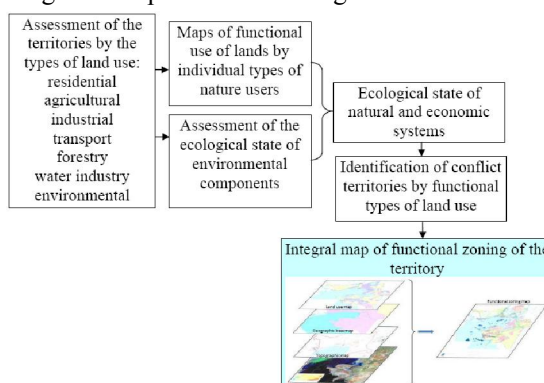 Assessment of the
territories by the
types of land use:
residential
agricultural
industrial
transport
forestry
water industry
environmental
Maps of functional
use of lands by
individual types of
nature users
Assessment of the
ecological state of
environmental
components
Ecological state of
natural and economic
systems
Identification of conflict
territories by functional
types of land use
Integral map of functional zoning of the
territory